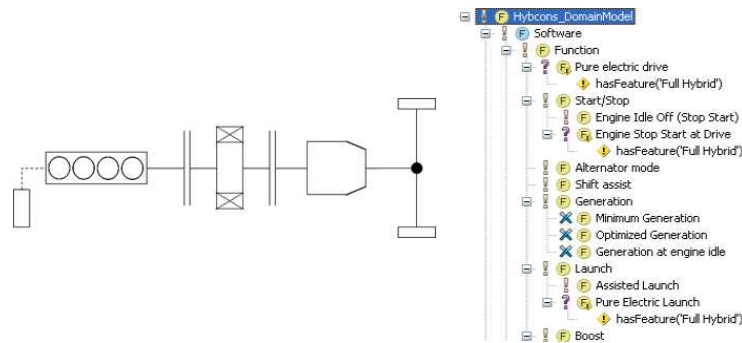 Hybcons_DomainModel
Software
Function
Pure electric drive
hasFeature('Full Hybrid')
Start/Stop
Engine Idle Off (Stop Start)
Engine Stop Start at Drive
hasFeature('Full Hybrid')
Alternator mode
Shift assist
Generation
Minimum Generation
Optimized Generation
Generation at engine idle
Launch
Assisted Launch
Pure Electric Launch
hasFeature('Full Hybrid')
Boost